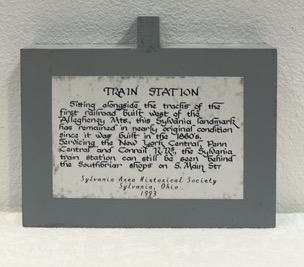 TRAIN STATION
Sitting alongside the tracks of the
first railroad built west of the
Allegheny Mts., this Sylvania landmark
has remained in nearly original condition
since it was built in the 1860's.
Servicing the New York Central, Penn
Central and Conrail R.Rs, the Sylvania
train station can still be seen behind
the Southbriar shops on S. Main Str
Sylvania Area Historical Society
Sylvania, Ohio
1993